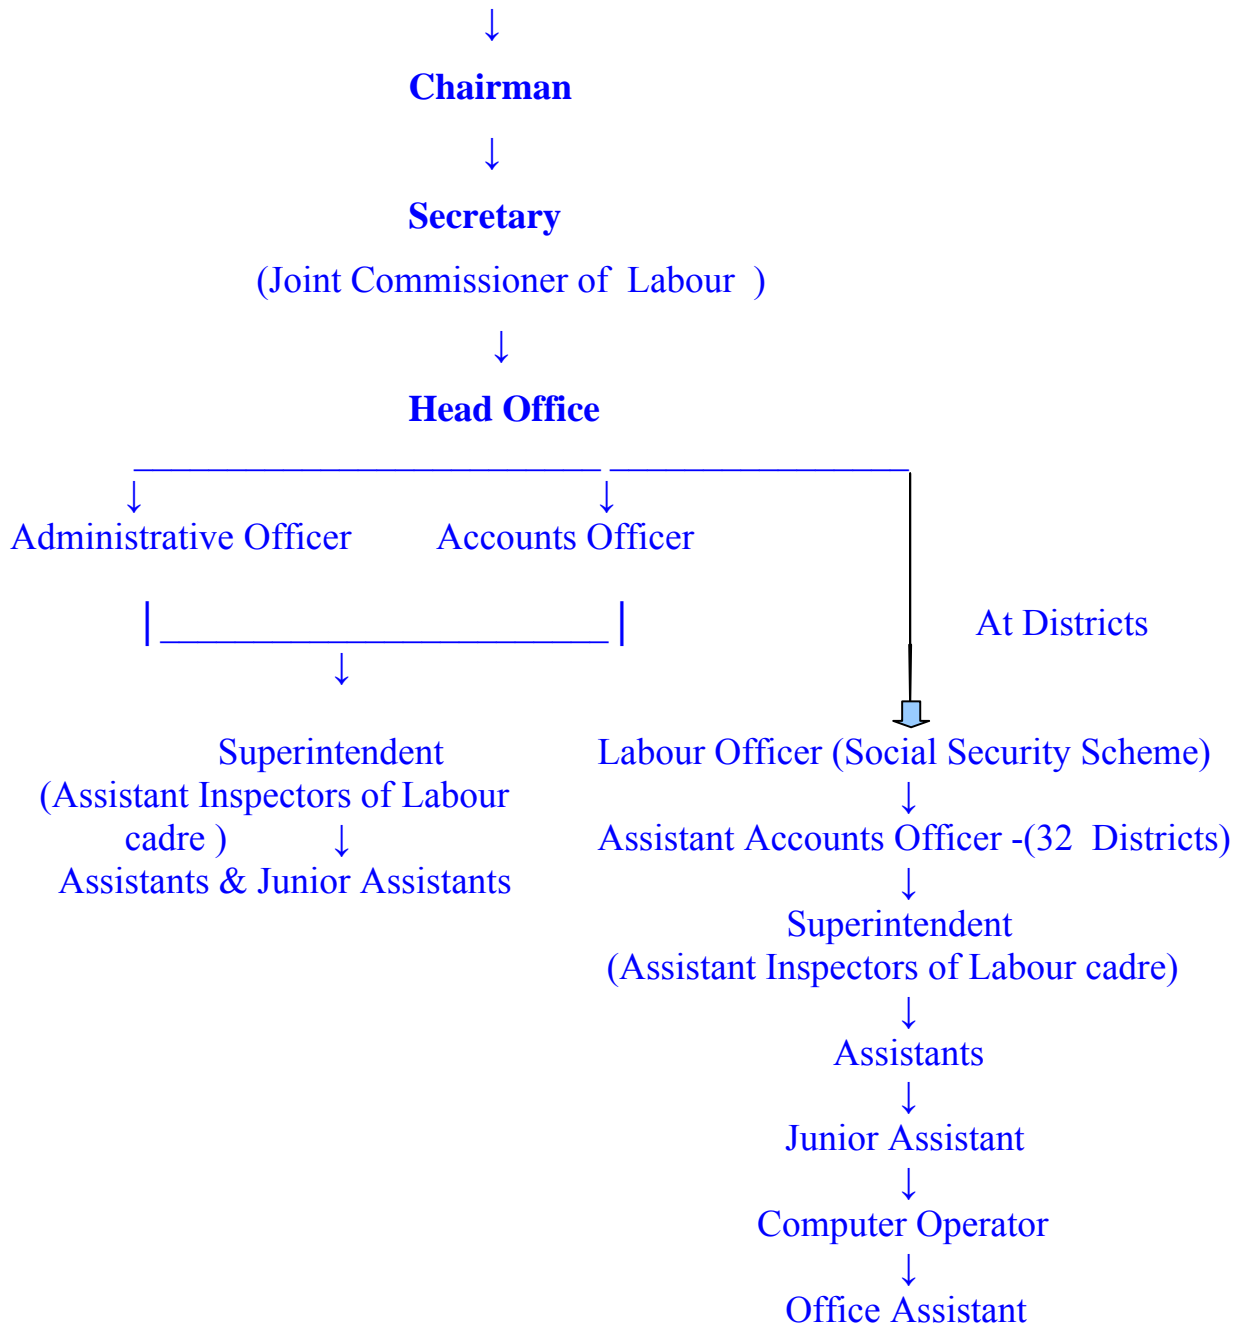 ↓
Chairman
↓
Secretary
(Joint Commissioner of Labour )
↓
Head Office
↓ ↓
Administrative Officer Accounts Officer
At Districts
↓
Superintendent Labour Officer (Social Security Scheme)
(Assistant Inspectors of Labour ↓
cadre ) ↓ Assistant Accounts Officer -(32 Districts)
Assistants & Junior Assistants ↓
Superintendent
(Assistant Inspectors of Labour cadre)
↓
Assistants
↓
Junior Assistant
↓
Computer Operator
↓
Office Assistant